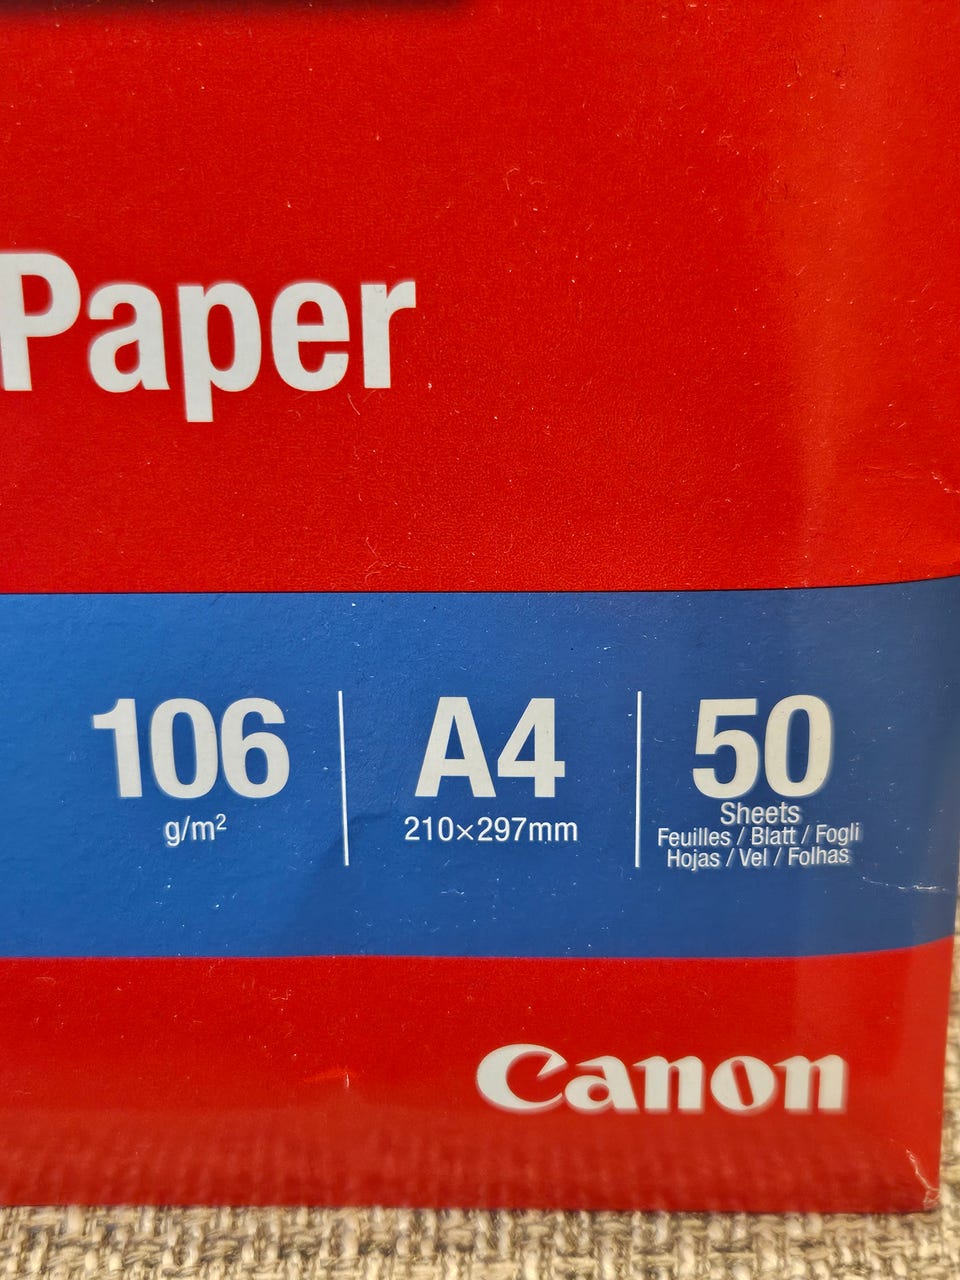 Paper
106
g/m²
A4
210×297mm
50
Sheets
Feuilles / Blatt / Fogli
Hojas / Vel / Folhas
Canon